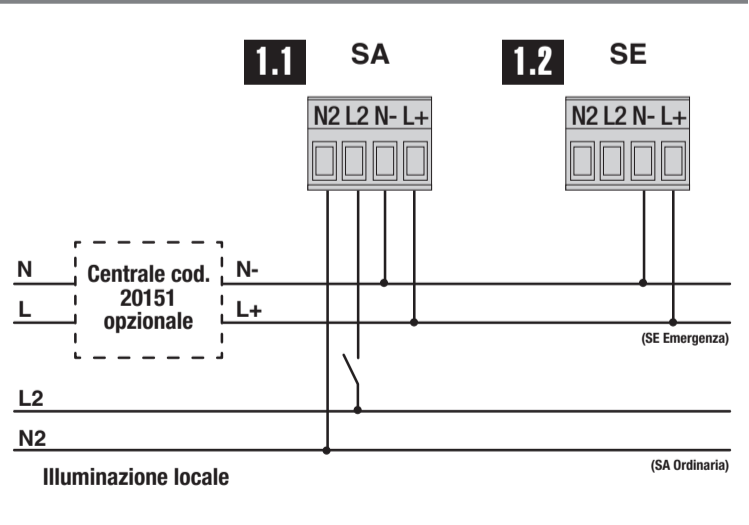 1.1 SA 1.2 SE
N2 L2 N- L+ N2 L2 N- L+
N Centrale cod. N-
20151
L opzionale L+
(SE Emergenza)
L2
N2
(SA Ordinaria)
Illuminazione locale